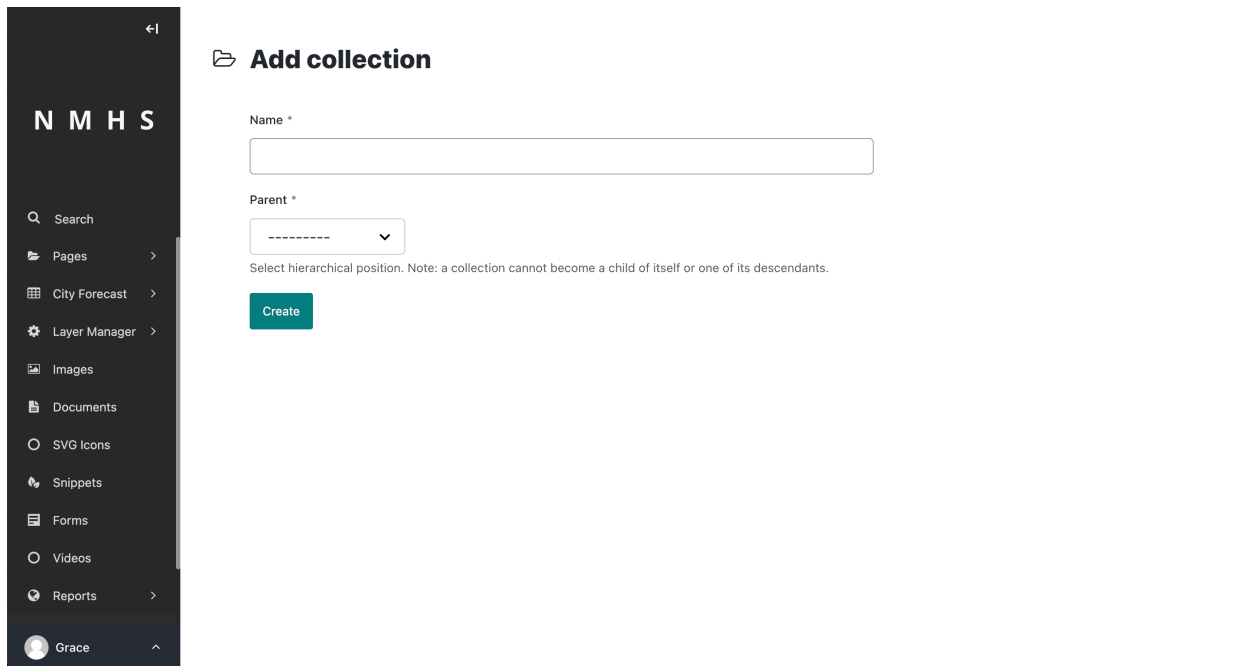 N M H S
Search
Pages
City Forecast
Layer Manager
Images
Documents
SVG Icons
Snippets
Forms
Videos
Reports
Grace
Add collection
Name *
Parent *
---------
Select hierarchical position. Note: a collection cannot become a child of itself or one of its descendants.
Create